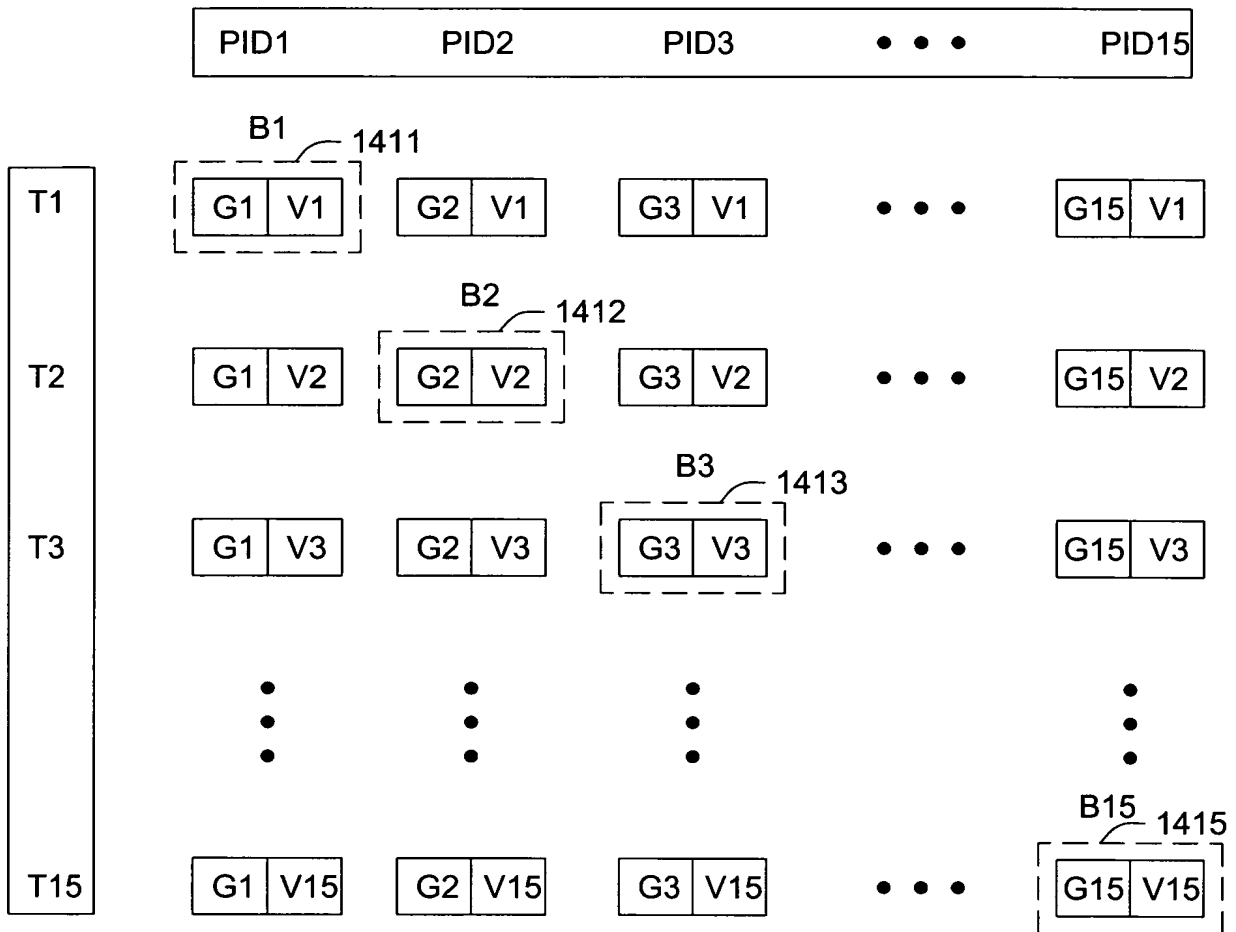 PID1 PID2 PID3 • • • PID15
B1 1411
T1 G1 V1 G2 V1 G3 V1 • • • G15 V1
B2 1412
T2 G1 V2 G2 V2 G3 V2 • • • G15 V2
B3 1413
T3 G1 V3 G2 V3 G3 V3 • • • G15 V3
B15 1415
T15 G1 V15 G2 V15 G3 V15 • • • G15 V15